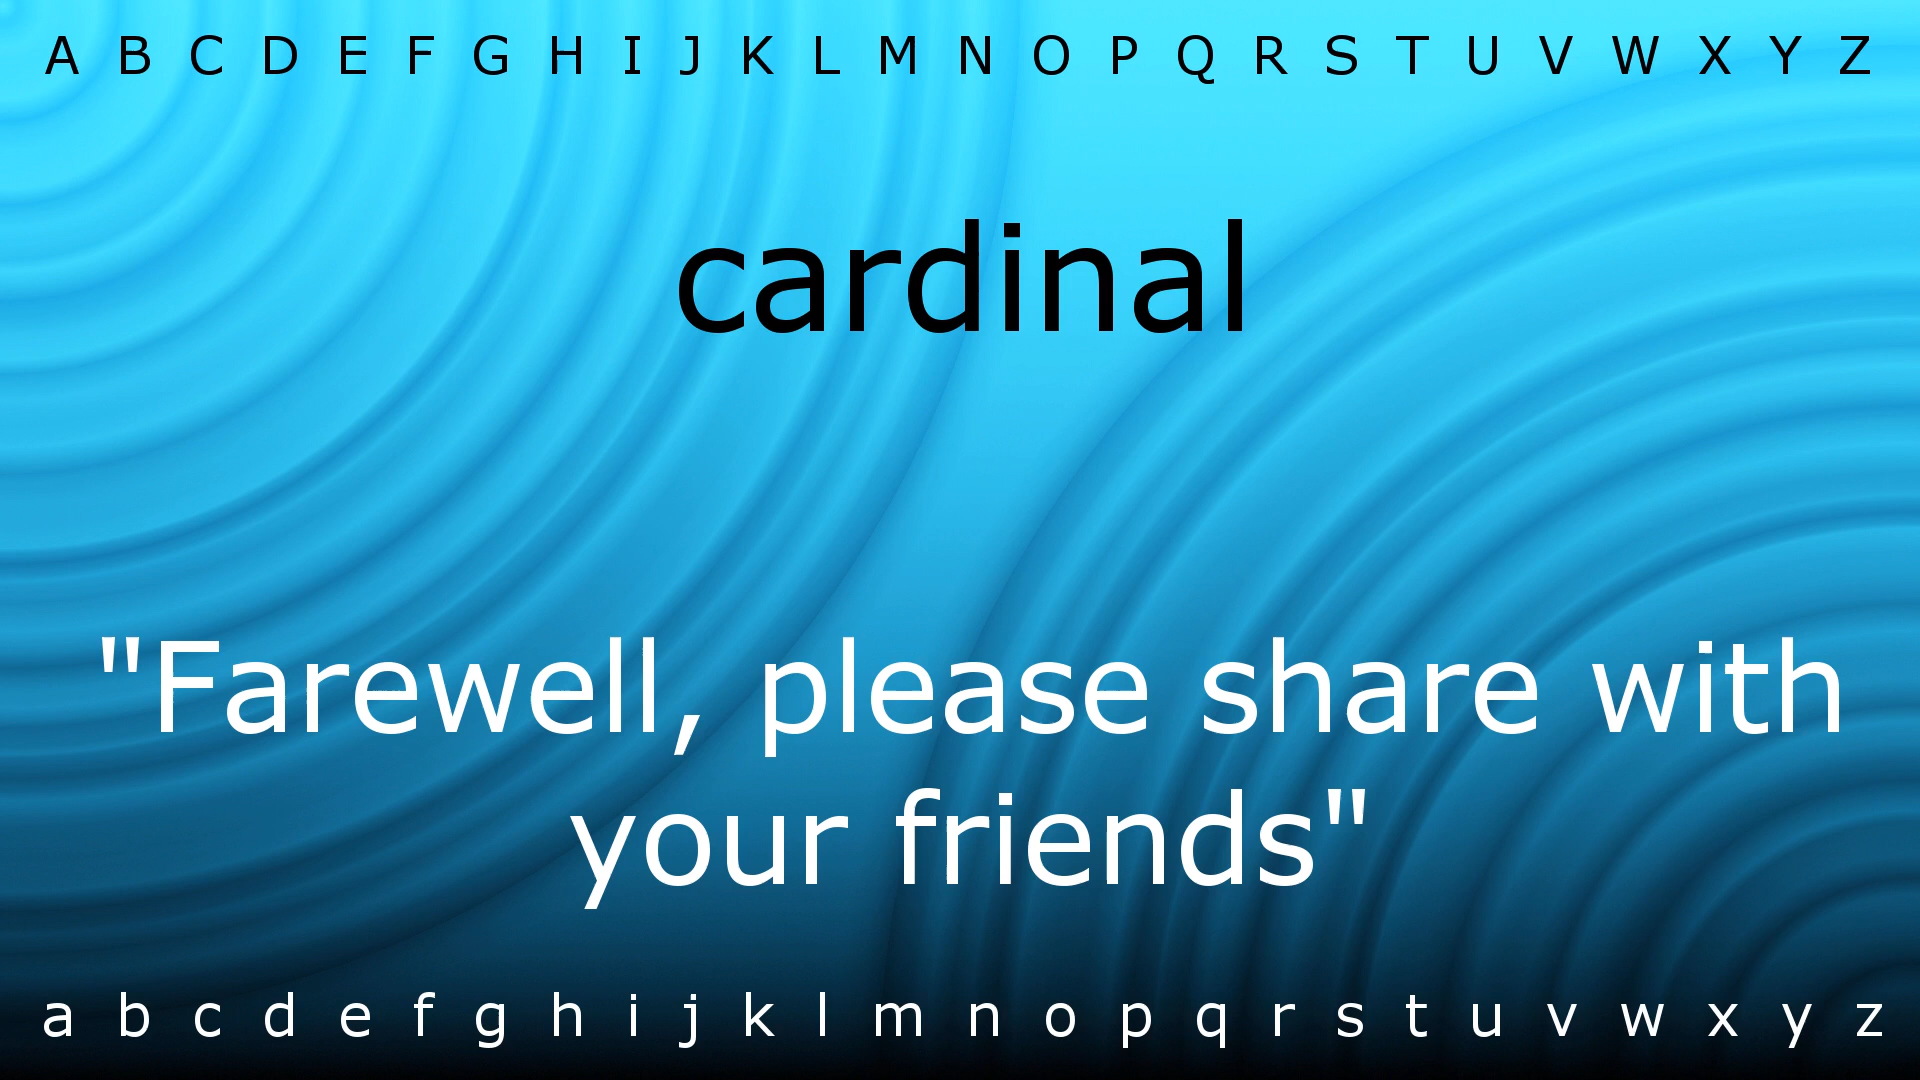 A B C D E F G H I J K L M N O P Q R S T U V W X Y Z
cardinal
"Farewell, please share with
your friends"
a b c d e f g h i j k l m n o p q r s t u v w x y z